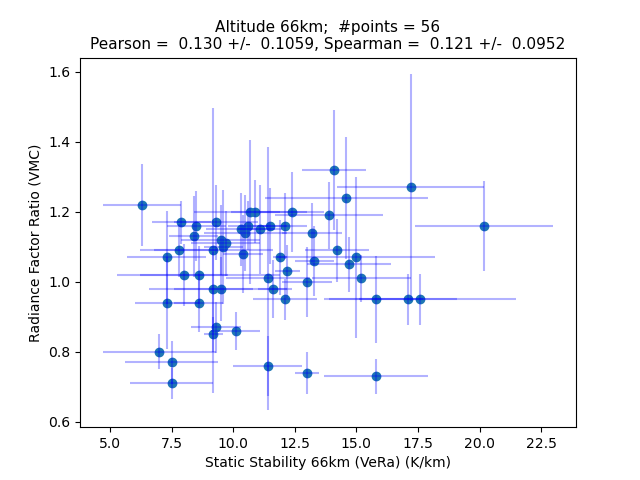 Altitude 66km;  #points = 56
Pearson =  0.130 +/-  0.1059, Spearman =  0.121 +/-  0.0952
1.6
1.4
1.2
1.0
0.8
0.6
Radiance Factor Ratio (VMC)
5.0 7.5 10.0 12.5 15.0 17.5 20.0 22.5
Static Stability 66km (VeRa) (K/km)